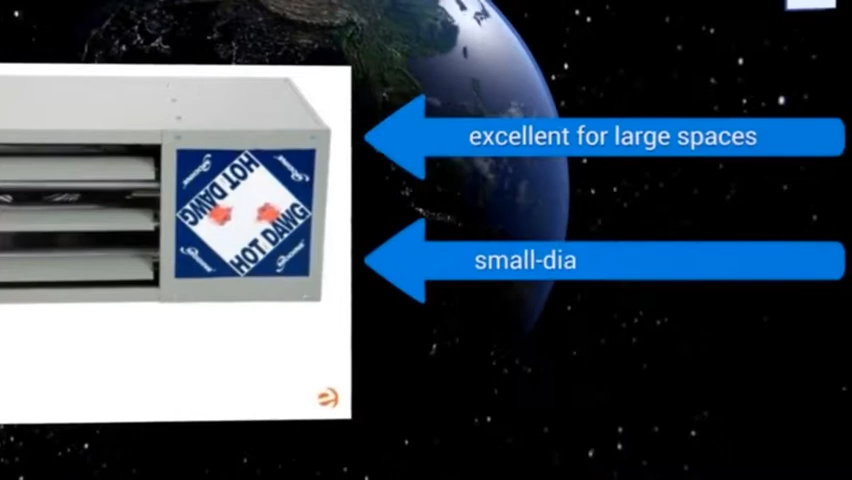 HOT DAWG
HOT DAWG
excellent for large spaces
small-dia